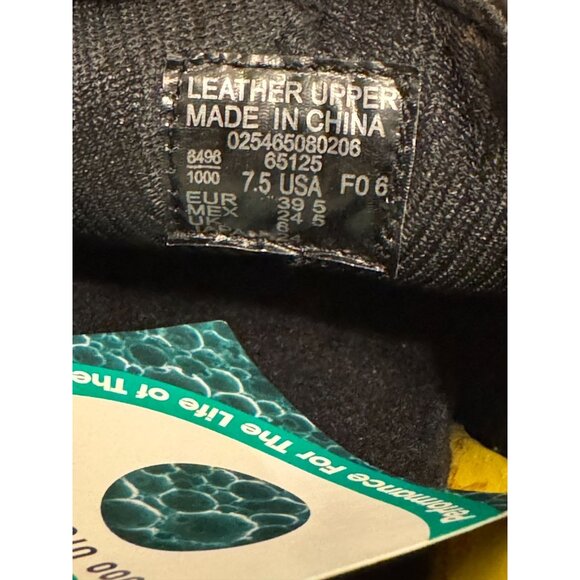 LEATHER UPPER
MADE IN CHINA
025465080206
6496 65125
1000 7.5 USA F0 6
EUR 39 5
MEX 24 5
Performance For The Life of The